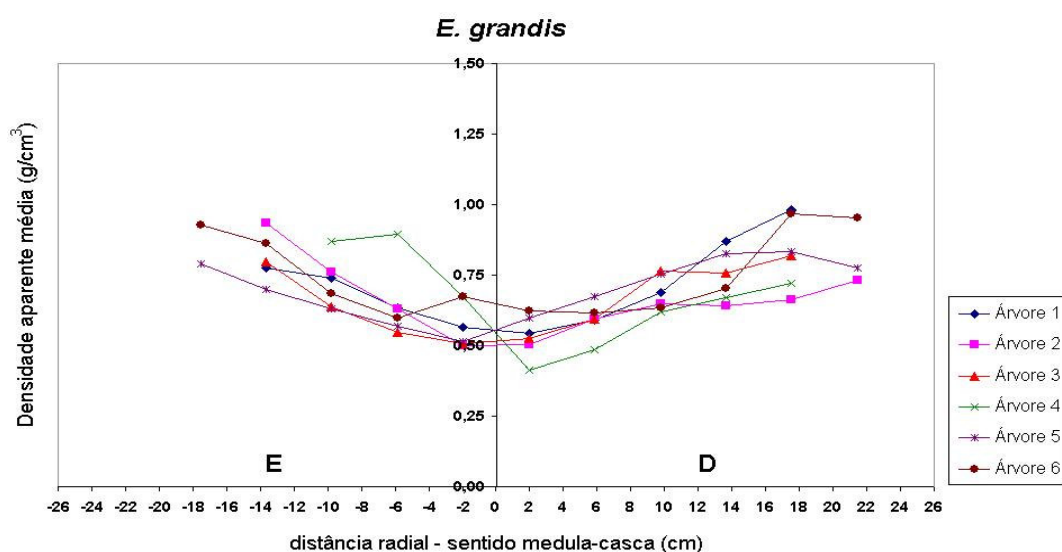 E. grandis
Densidade aparente média (g/cm³)
1,50
1,25
1,00
0,75
0,50
0,25
0,00
E
D
-26 -24 -22 -20 -18 -16 -14 -12 -10 -8 -6 -4 -2 0 2 4 6 8 10 12 14 16 18 20 22 24 26
distância radial - sentido medula-casca (cm)
Árvore 1
Árvore 2
Árvore 3
Árvore 4
Árvore 5
Árvore 6